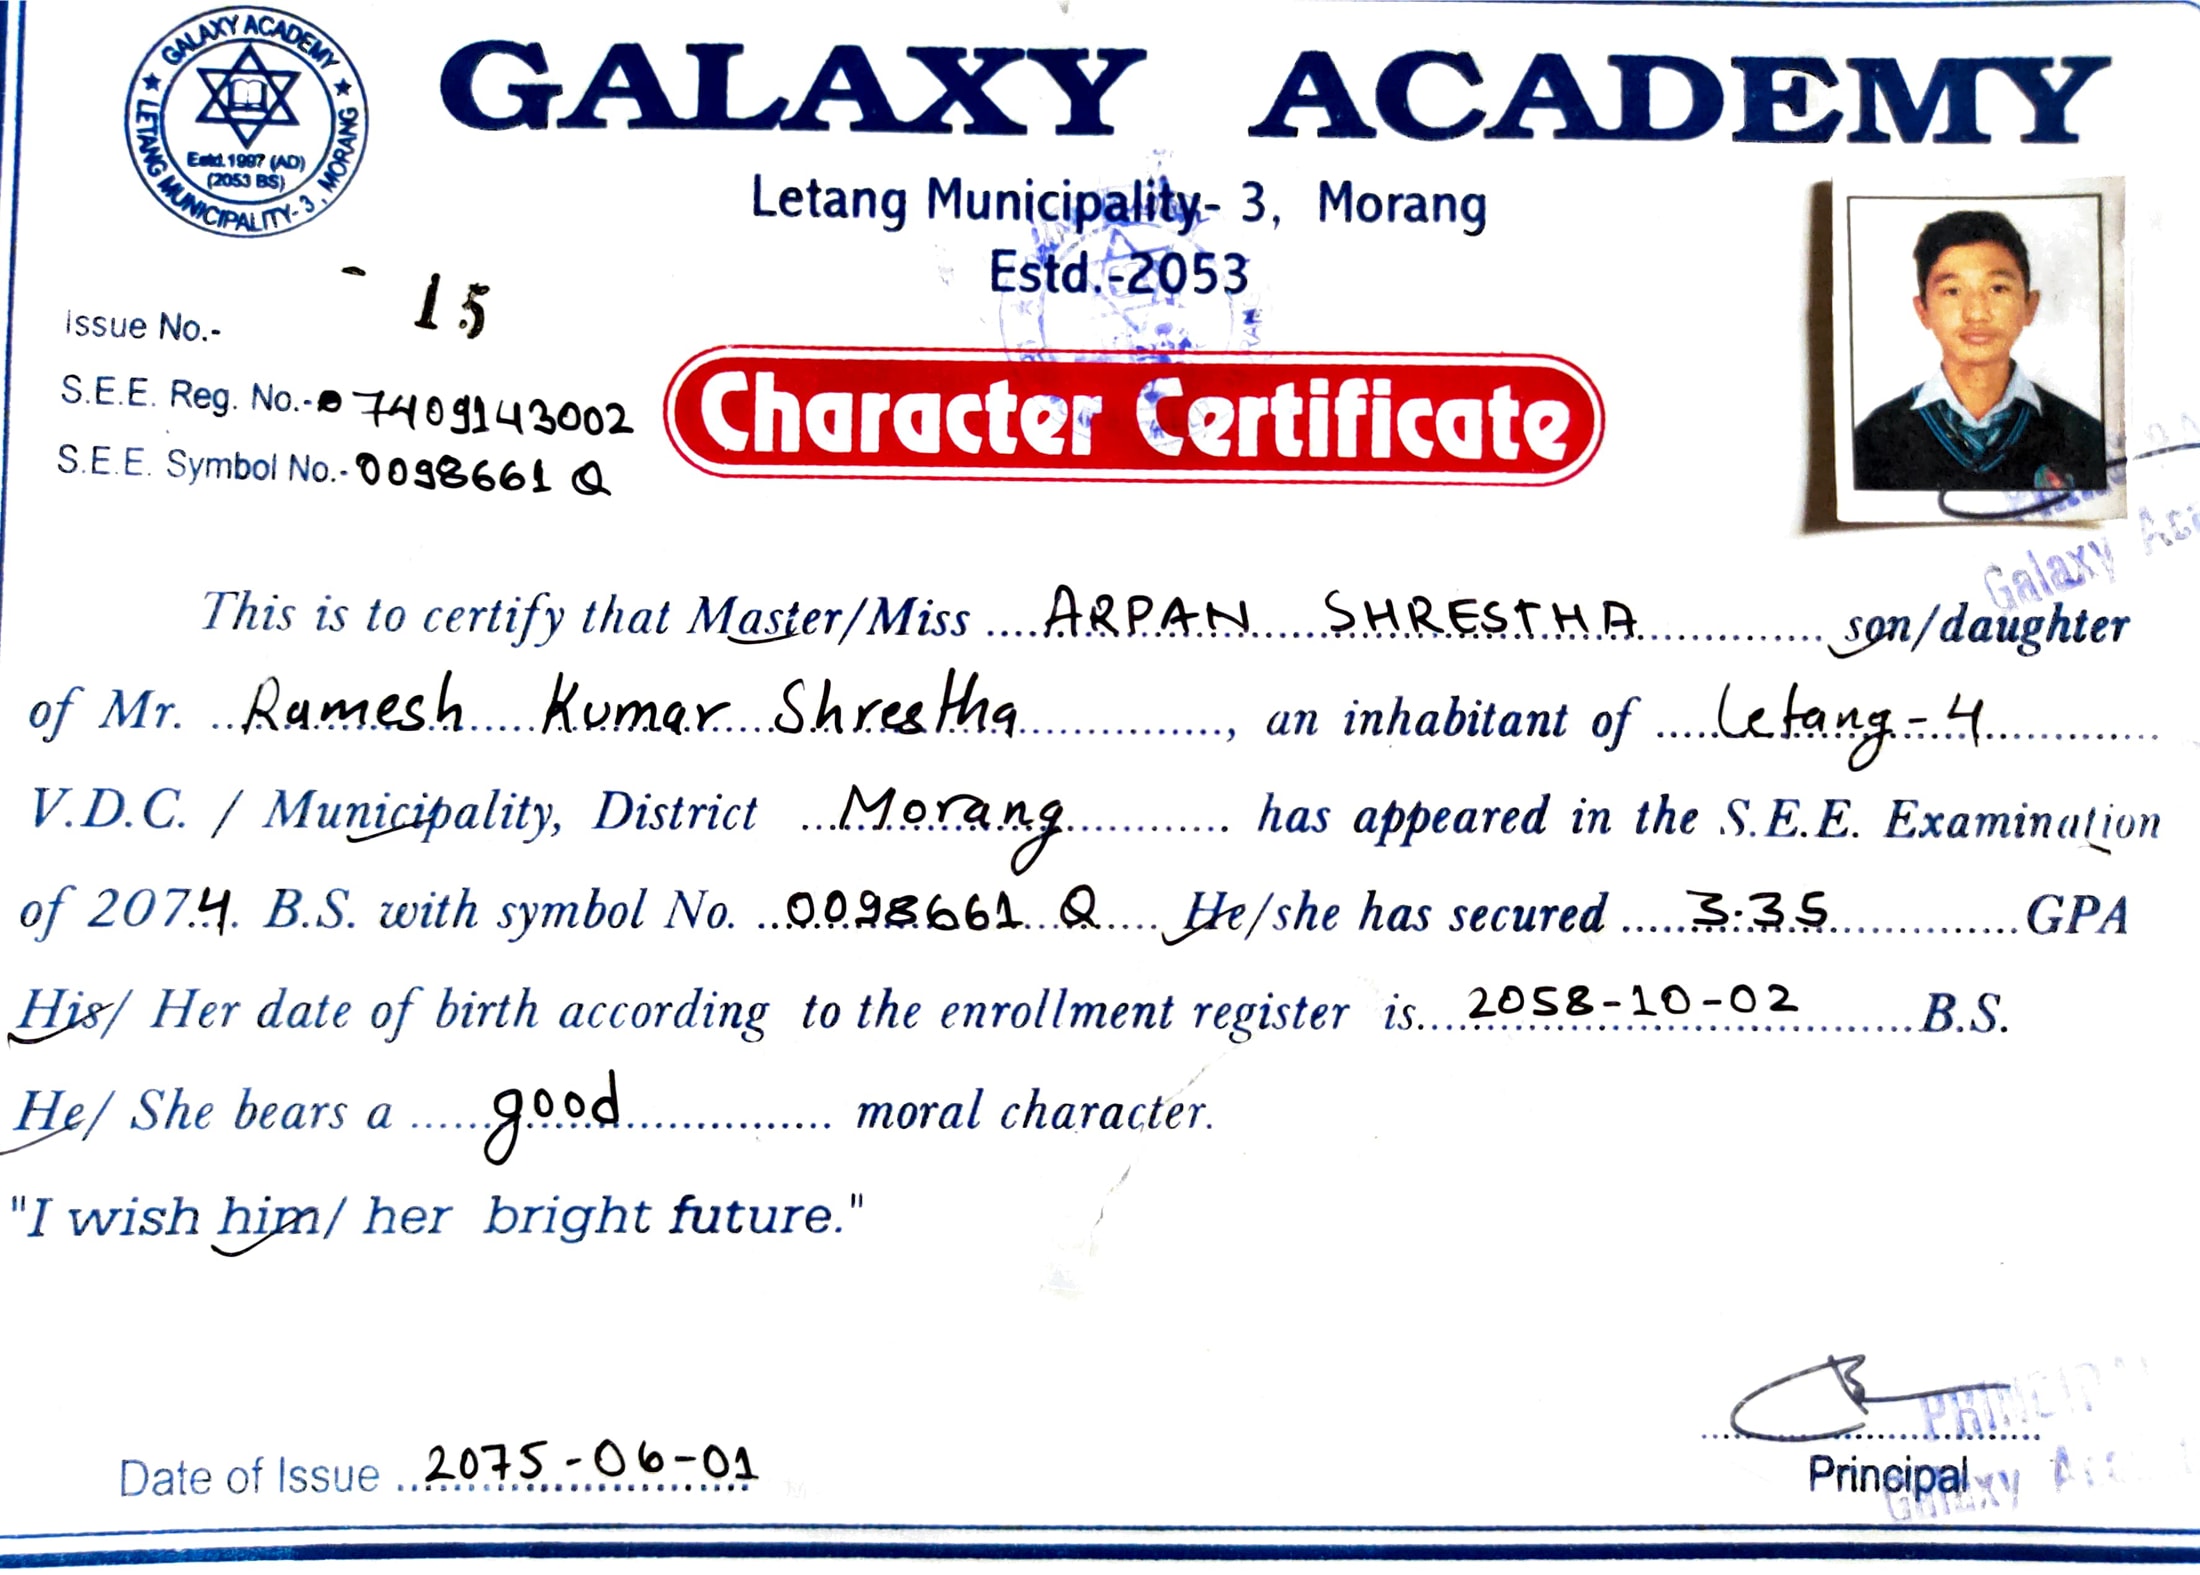 GALAXY ACADEMY
LETANG MUNICIPALITY- 3, MORANG
Estd. 1997 (AD)
(2053 BS)
GALAXY ACADEMY
Letang Municipality- 3, Morang
Estd.-2053
Issue No.- 15
S.E.E. Reg. No.- 07409143002
S.E.E. Symbol No.- 0098661 Q
Character Certificate
Galaxy
This is to certify that Master/Miss ....ARPAN SHRESTHA.... son/daughter
of Mr. ..Ramesh Kumar Shrestha...., an inhabitant of ....Letang-4....
V.D.C. / Municipality, District ...Morang.... has appeared in the S.E.E. Examination
of 2074. B.S. with symbol No. ..0098661 Q.... He/she has secured ....3.35.... GPA
His/ Her date of birth according to the enrollment register is....2058-10-02....B.S.
He/ She bears a ....good.... moral character.
"I wish him/ her bright future."
Date of Issue ..2075-06-01
PRINCIPAL
Principal
Galaxy